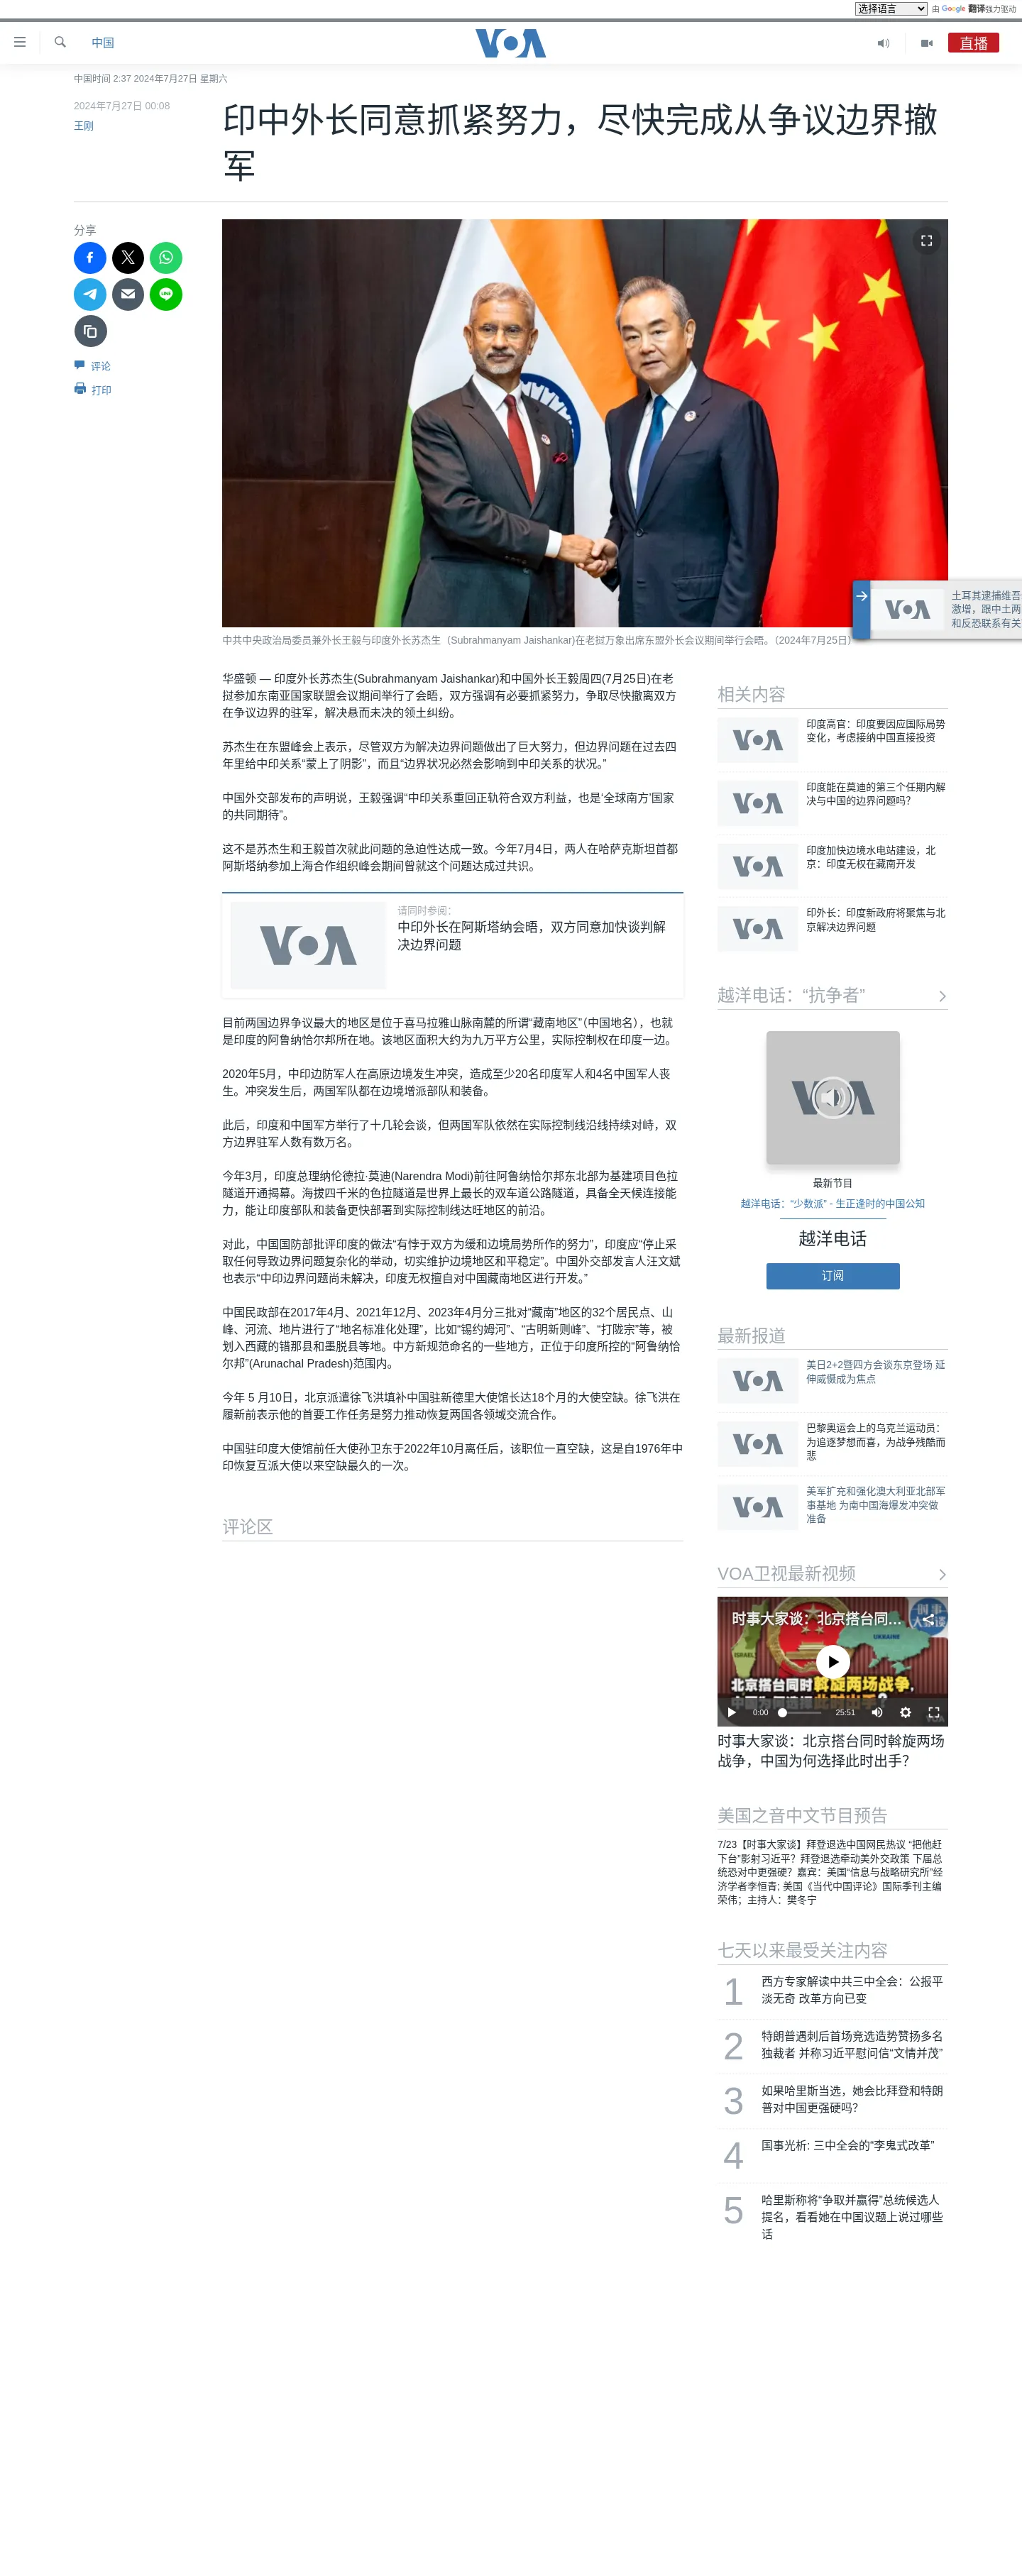 选择语言
由 Google 翻译强力驱动
中国
VOA
直播
中国时间 2:37 2024年7月27日 星期六
2024年7月27日 00:08
王刚
印中外长同意抓紧努力，尽快完成从争议边界撤
军
分享
评论
打印
土耳其逮捕维吾
激增，跟中土两
和反恐联系有关
中共中央政治局委员兼外长王毅与印度外长苏杰生（Subrahmanyam Jaishankar)在老挝万象出席东盟外长会议期间举行会晤。（2024年7月25日）
华盛顿 — 印度外长苏杰生(Subrahmanyam Jaishankar)和中国外长王毅周四(7月25日)在老
挝参加东南亚国家联盟会议期间举行了会晤，双方强调有必要抓紧努力，争取尽快撤离双方
在争议边界的驻军，解决悬而未决的领土纠纷。
苏杰生在东盟峰会上表示，尽管双方为解决边界问题做出了巨大努力，但边界问题在过去四
年里给中印关系“蒙上了阴影”，而且“边界状况必然会影响到中印关系的状况。”
中国外交部发布的声明说，王毅强调“中印关系重回正轨符合双方利益，也是‘全球南方’国家
的共同期待”。
这不是苏杰生和王毅首次就此问题的急迫性达成一致。今年7月4日，两人在哈萨克斯坦首都
阿斯塔纳参加上海合作组织峰会期间曾就这个问题达成过共识。
VOA
请同时参阅：
中印外长在阿斯塔纳会晤，双方同意加快谈判解
决边界问题
目前两国边界争议最大的地区是位于喜马拉雅山脉南麓的所谓“藏南地区”（中国地名），也就
是印度的阿鲁纳恰尔邦所在地。该地区面积大约为九万平方公里，实际控制权在印度一边。
2020年5月，中印边防军人在高原边境发生冲突，造成至少20名印度军人和4名中国军人丧
生。冲突发生后，两国军队都在边境增派部队和装备。
此后，印度和中国军方举行了十几轮会谈，但两国军队依然在实际控制线沿线持续对峙，双
方边界驻军人数有数万名。
今年3月，印度总理纳伦德拉·莫迪(Narendra Modi)前往阿鲁纳恰尔邦东北部为基建项目色拉
隧道开通揭幕。海拔四千米的色拉隧道是世界上最长的双车道公路隧道，具备全天候连接能
力，能让印度部队和装备更快部署到实际控制线达旺地区的前沿。
对此，中国国防部批评印度的做法“有悖于双方为缓和边境局势所作的努力”，印度应“停止采
取任何导致边界问题复杂化的举动，切实维护边境地区和平稳定”。中国外交部发言人汪文斌
也表示“中印边界问题尚未解决，印度无权擅自对中国藏南地区进行开发。”
中国民政部在2017年4月、2021年12月、2023年4月分三批对“藏南”地区的32个居民点、山
峰、河流、地片进行了“地名标准化处理”，比如“锡约姆河”、“古明新则峰”、“打陇宗”等，被
划入西藏的错那县和墨脱县等地。中方新规范命名的一些地方，正位于印度所控的“阿鲁纳恰
尔邦”(Arunachal Pradesh)范围内。
今年 5 月10日，北京派遣徐飞洪填补中国驻新德里大使馆长达18个月的大使空缺。徐飞洪在
履新前表示他的首要工作任务是努力推动恢复两国各领域交流合作。
中国驻印度大使馆前任大使孙卫东于2022年10月离任后，该职位一直空缺，这是自1976年中
印恢复互派大使以来空缺最久的一次。
评论区
相关内容
印度高官：印度要因应国际局势
变化，考虑接纳中国直接投资
印度能在莫迪的第三个任期内解
决与中国的边界问题吗？
印度加快边境水电站建设，北
京：印度无权在藏南开发
印外长：印度新政府将聚焦与北
京解决边界问题
越洋电话：“抗争者”
最新节目
越洋电话：“少数派” - 生正逢时的中国公知
越洋电话
订阅
最新报道
美日2+2暨四方会谈东京登场 延
伸威慑成为焦点
巴黎奥运会上的乌克兰运动员：
为追逐梦想而喜，为战争残酷而
悲
美军扩充和强化澳大利亚北部军
事基地 为南中国海爆发冲突做
准备
VOA卫视最新视频
时事大家谈：北京搭台同...
ISRAEL
UKRAINE
北京搭台同时斡旋两场战争，
0:00
25:51
时事大家谈：北京搭台同时斡旋两场
战争，中国为何选择此时出手？
美国之音中文节目预告
7/23【时事大家谈】拜登退选中国网民热议 “把他赶
下台”影射习近平？拜登退选牵动美外交政策 下届总
统恐对中更强硬？嘉宾：美国“信息与战略研究所”经
济学者李恒青; 美国《当代中国评论》国际季刊主编
荣伟；主持人：樊冬宁
七天以来最受关注内容
1
西方专家解读中共三中全会：公报平
淡无奇 改革方向已变
2
特朗普遇刺后首场竞选造势赞扬多名
独裁者 并称习近平慰问信“文情并茂”
3
如果哈里斯当选，她会比拜登和特朗
普对中国更强硬吗？
4
国事光析: 三中全会的“李鬼式改革”
5
哈里斯称将“争取并赢得”总统候选人
提名，看看她在中国议题上说过哪些
话